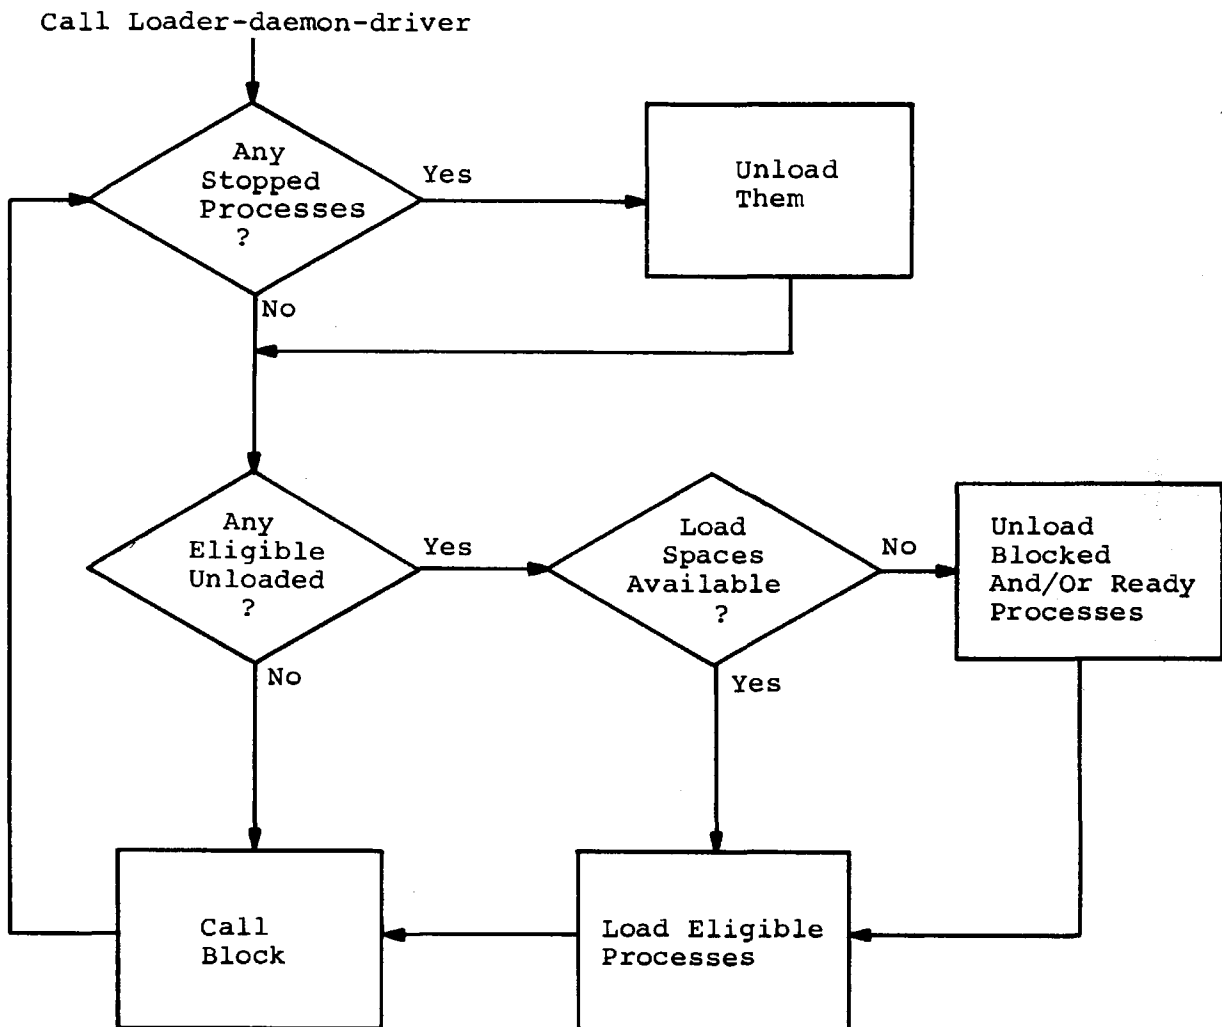 Call Loader-daemon-driver
Any
Stopped
Processes
?
Yes
Unload
Them
No
Any
Eligible
Unloaded
?
Yes
Load
Spaces
Available
?
No
Unload
Blocked
And/Or Ready
Processes
No
Yes
Call
Block
Load Eligible
Processes